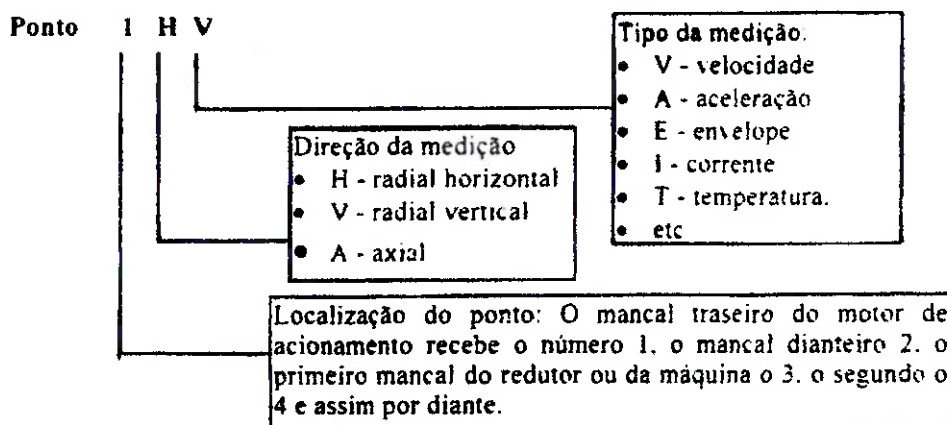 Ponto 1 H V
Tipo da medição:
• V - velocidade
• A - aceleração
• E - envelope
• I - corrente
• T - temperatura.
• etc
Direção da medição
• H - radial horizontal
• V - radial vertical
• A - axial
Localização do ponto: O mancal traseiro do motor de
acionamento recebe o número 1. o mancal dianteiro 2. o
primeiro mancal do redutor ou da máquina o 3. o segundo o
4 e assim por diante.